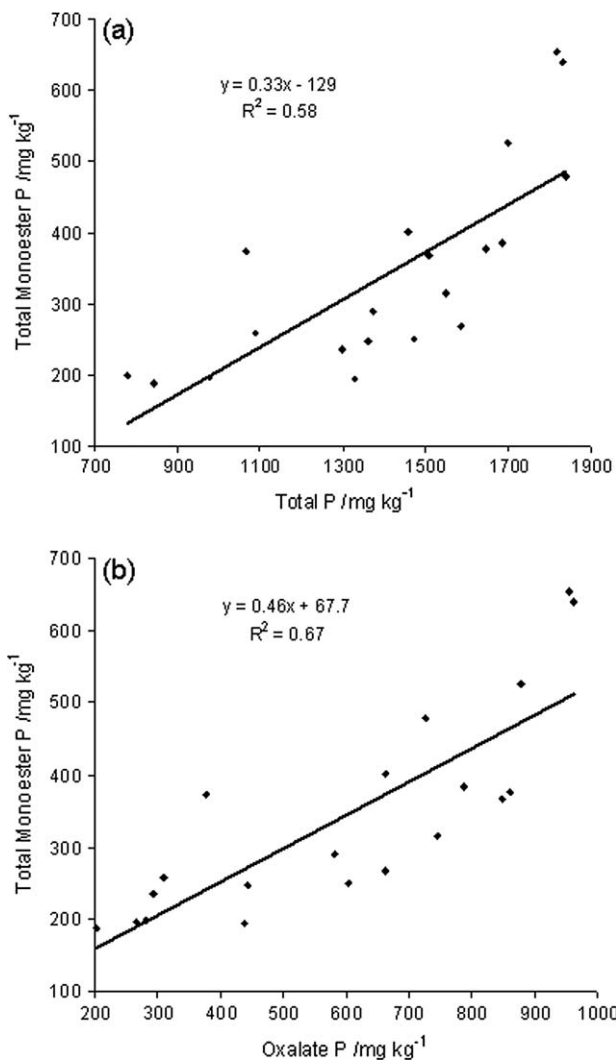 (a)
y = 0.33x - 129
R² = 0.58
Total Monoester P /mg kg⁻¹
700
600
500
400
300
200
100
700 900 1100 1300 1500 1700 1900
Total P /mg kg⁻¹
(b)
y = 0.46x + 67.7
R² = 0.67
Total Monoester P /mg kg⁻¹
700
600
500
400
300
200
100
200 300 400 500 600 700 800 900 1000
Oxalate P /mg kg⁻¹